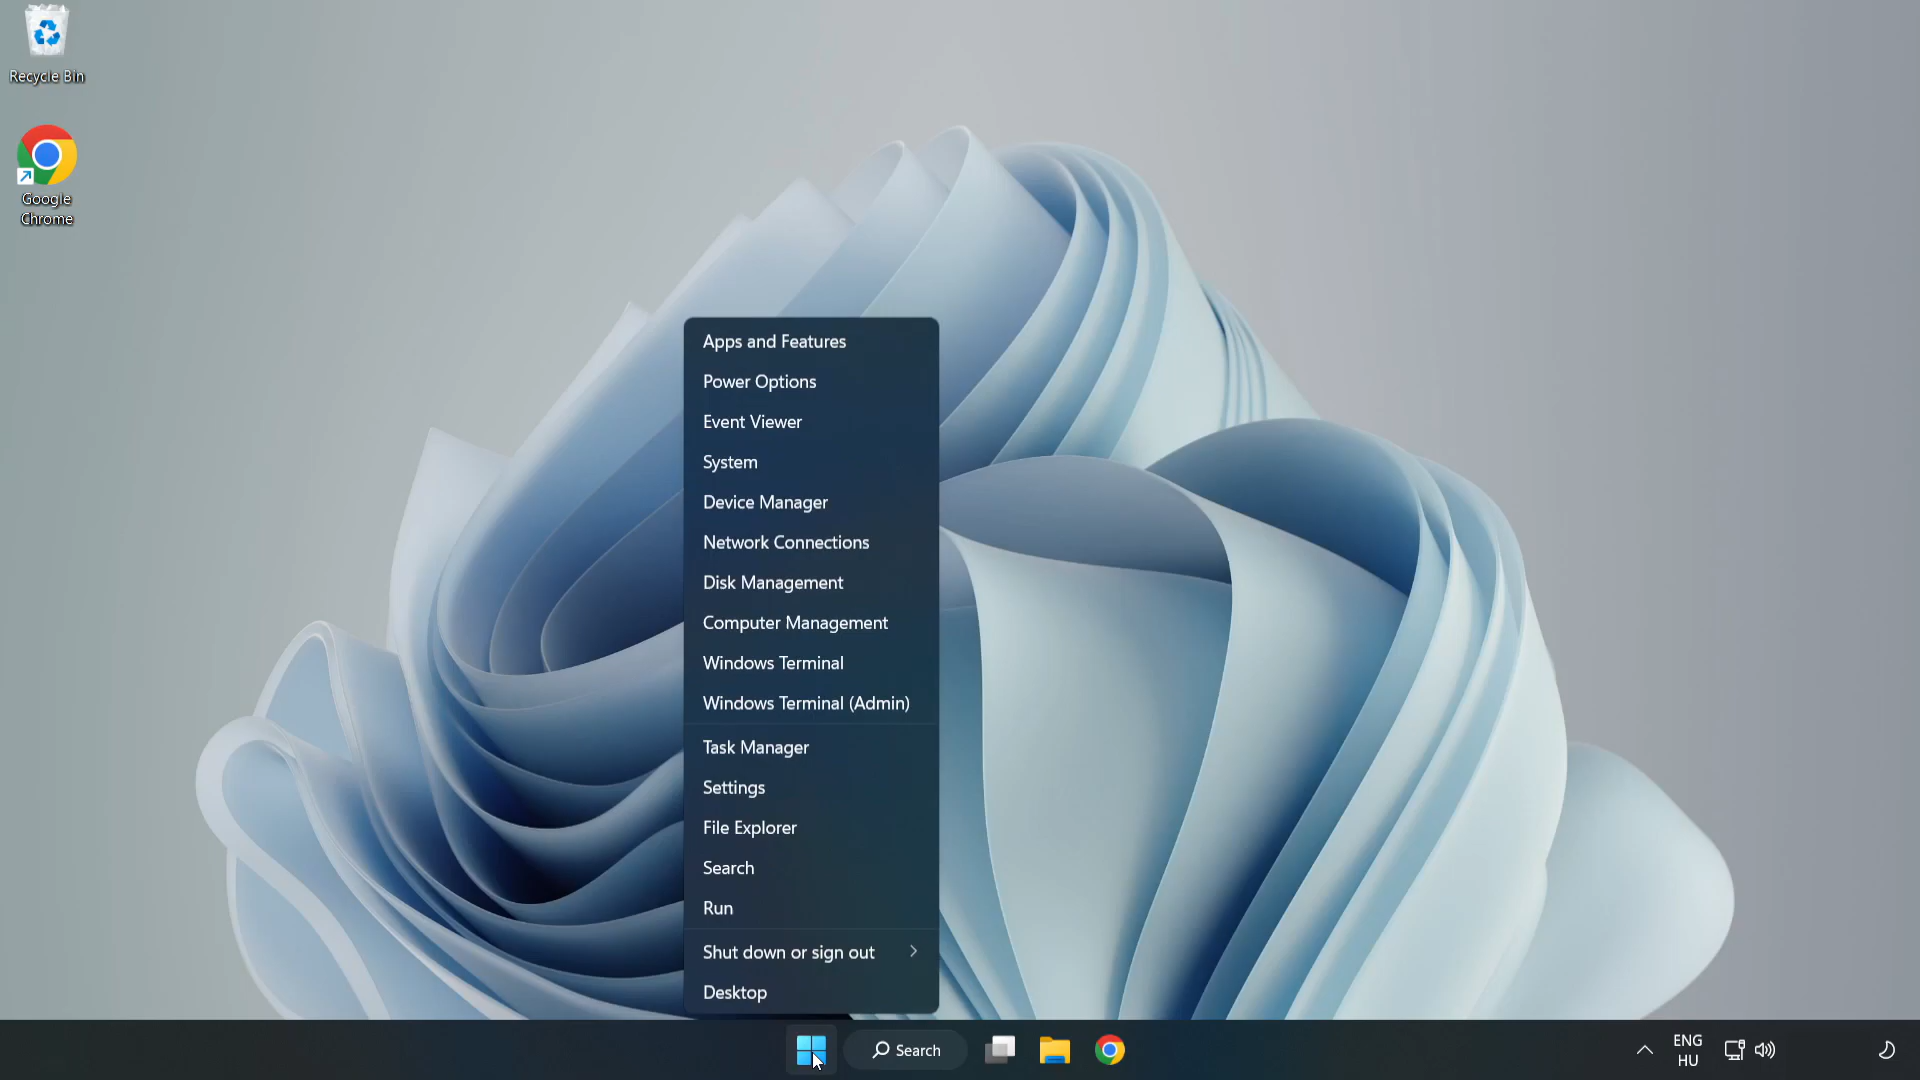 Recycle Bin
Google
Chrome
Apps and Features
Power Options
Event Viewer
System
Device Manager
Network Connections
Disk Management
Computer Management
Windows Terminal
Windows Terminal (Admin)
Task Manager
Settings
File Explorer
Search
Run
Shut down or sign out
Desktop
Search
ENG
HU